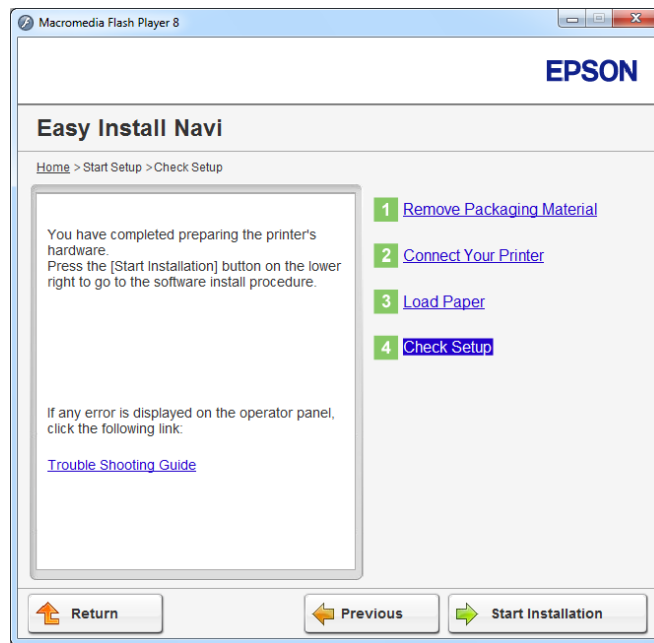 Macromedia Flash Player 8
EPSON
Easy Install Navi
Home > Start Setup >Check Setup
You have completed preparing the printer's
hardware.
Press the [Start Installation] button on the lower
right to go to the software install procedure.
If any error is displayed on the operator panel,
click the following link:
Trouble Shooting Guide
1 Remove Packaging Material
2 Connect Your Printer
3 Load Paper
4 Check Setup
Return
Previous
Start Installation